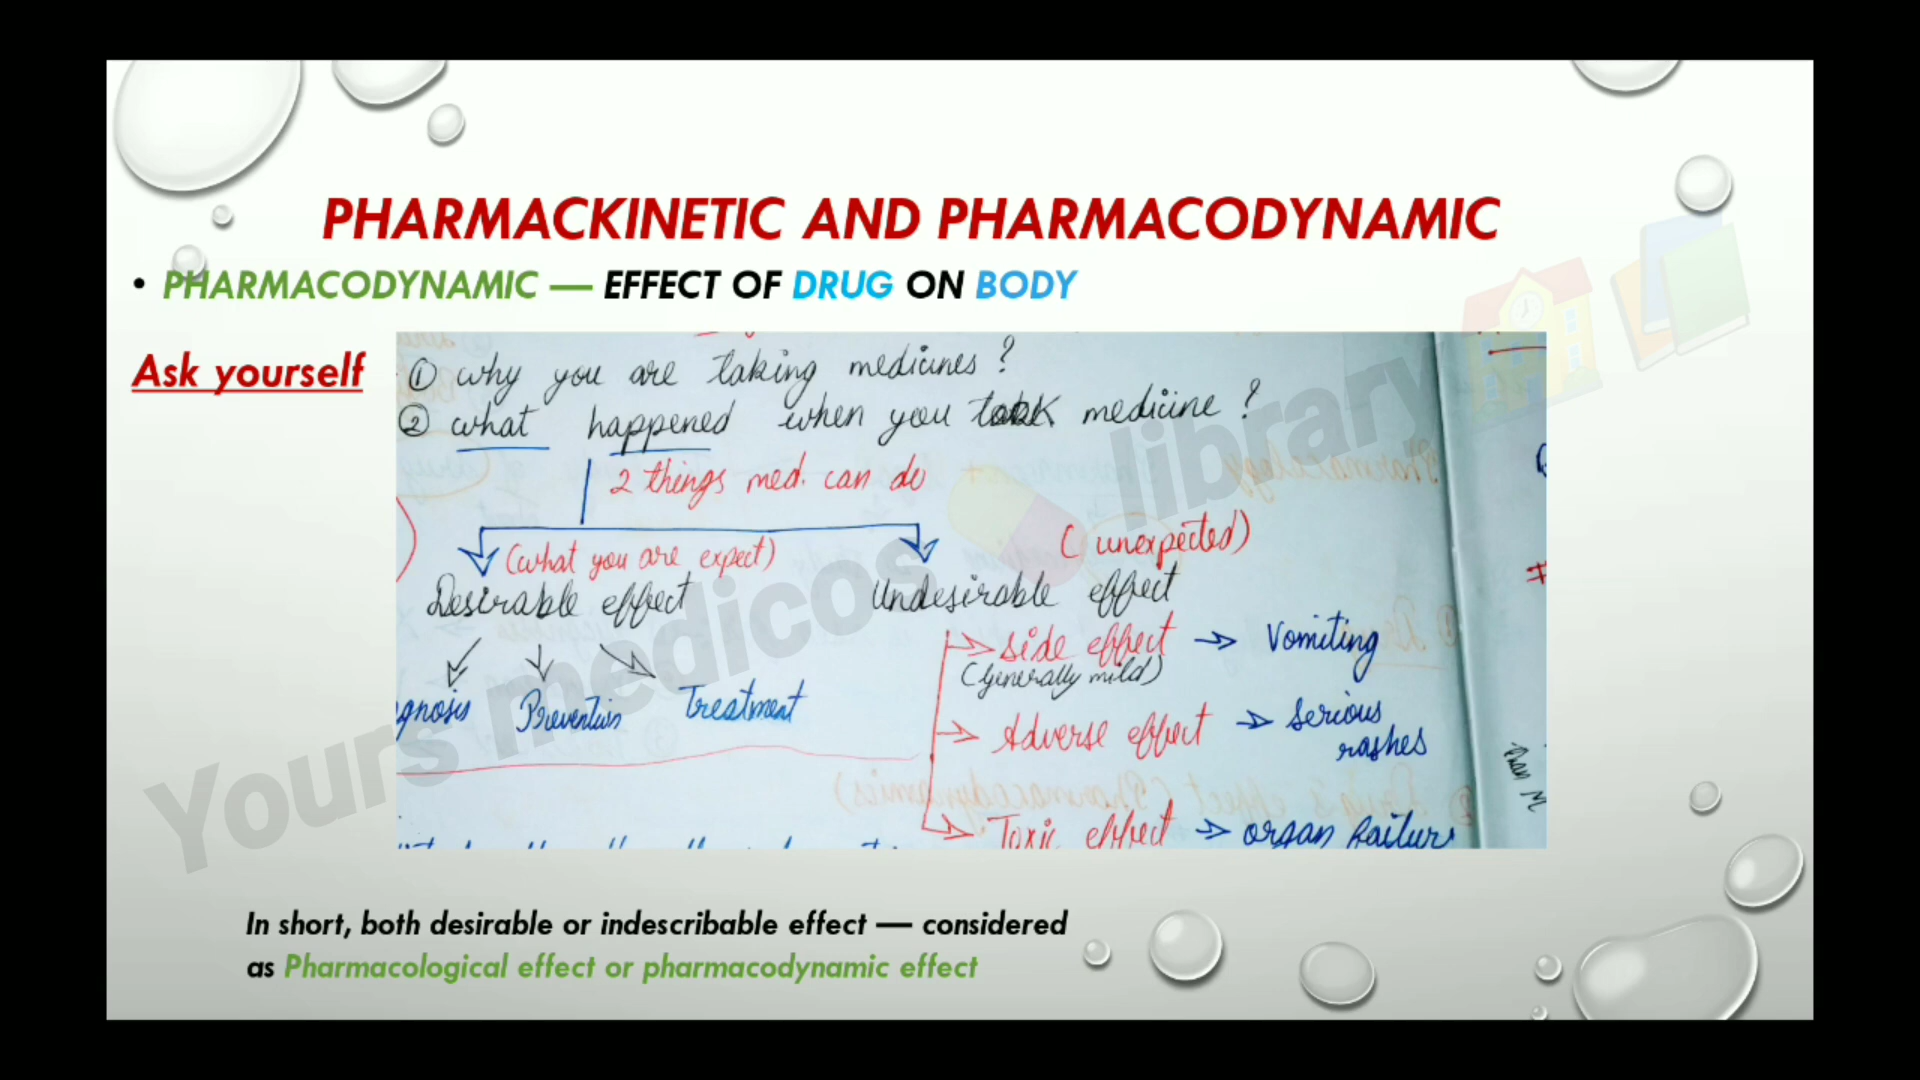 PHARMACKINETIC AND PHARMACODYNAMIC
• PHARMACODYNAMIC — EFFECT OF DRUG ON BODY
Ask yourself
① why you are taking medicines ?
② what happened when you took medicine ?
2 things med. can do
(what you are expect)
(unexpected)
Desirable effect
Undesirable effect
side effect → Vomiting
(Generally mild)
gnosis Prevention Treatment
Adverse effect → serious
rashes
Toxic effect → organ failur
Yours medicos library
In short, both desirable or indescribable effect — considered
as Pharmacological effect or pharmacodynamic effect